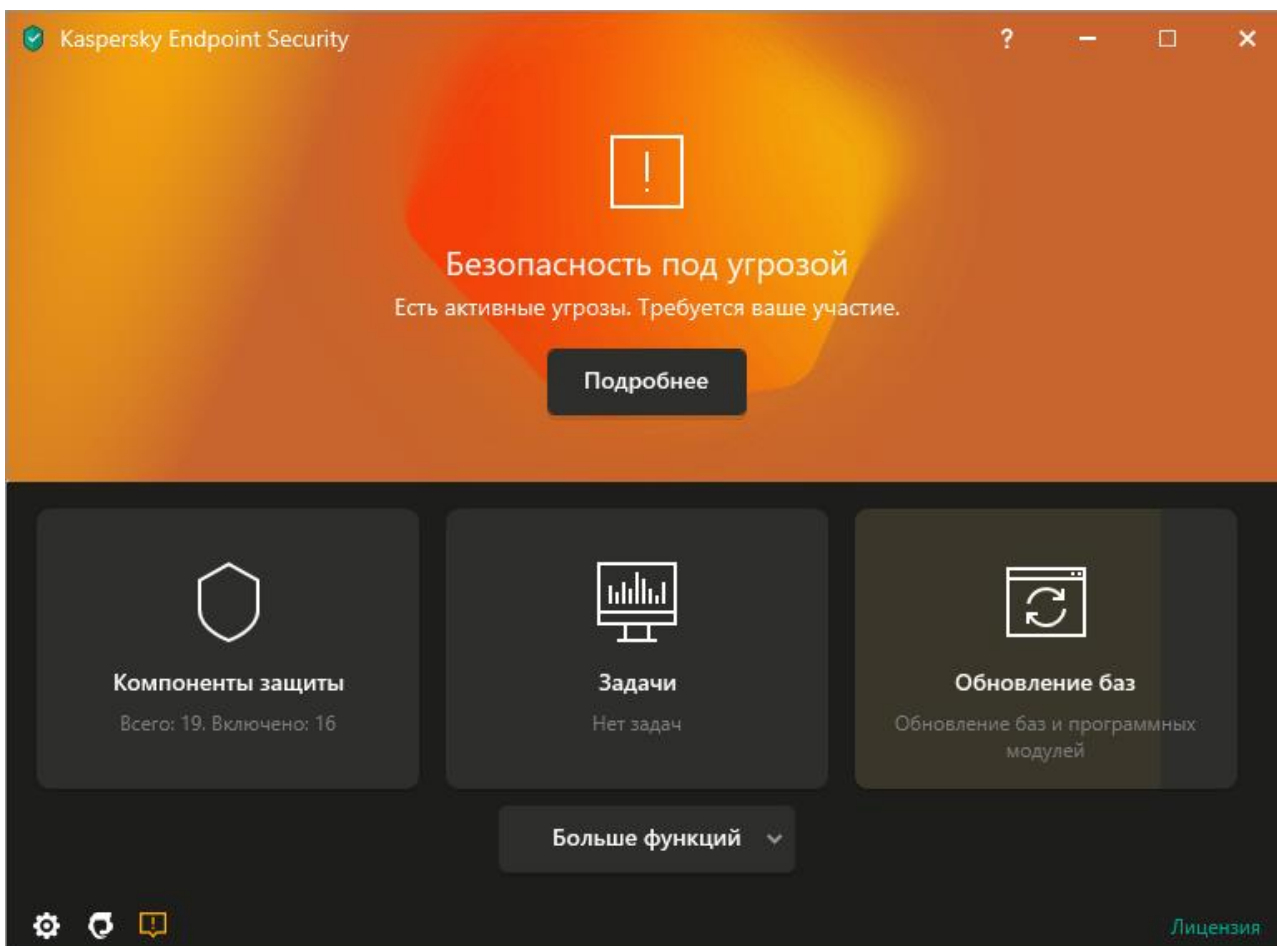 Kaspersky Endpoint Security
?
Безопасность под угрозой
Есть активные угрозы. Требуется ваше участие.
Подробнее
Компоненты защиты
Всего: 19. Включено: 16
Задачи
Нет задач
Обновление баз
Обновление баз и программных
модулей
Больше функций
Лицензия